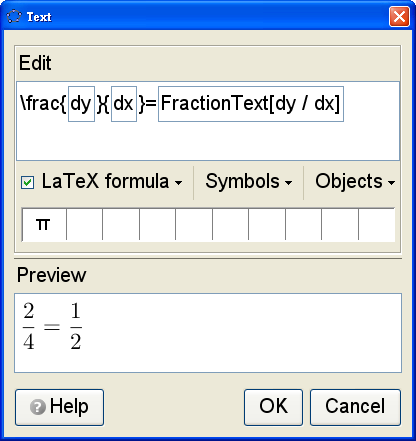 Text
Edit
\frac{dy}{dx}=FractionText[dy / dx]
LaTeX formula Symbols Objects
π
Preview
2/4 = 1/2
? Help OK Cancel